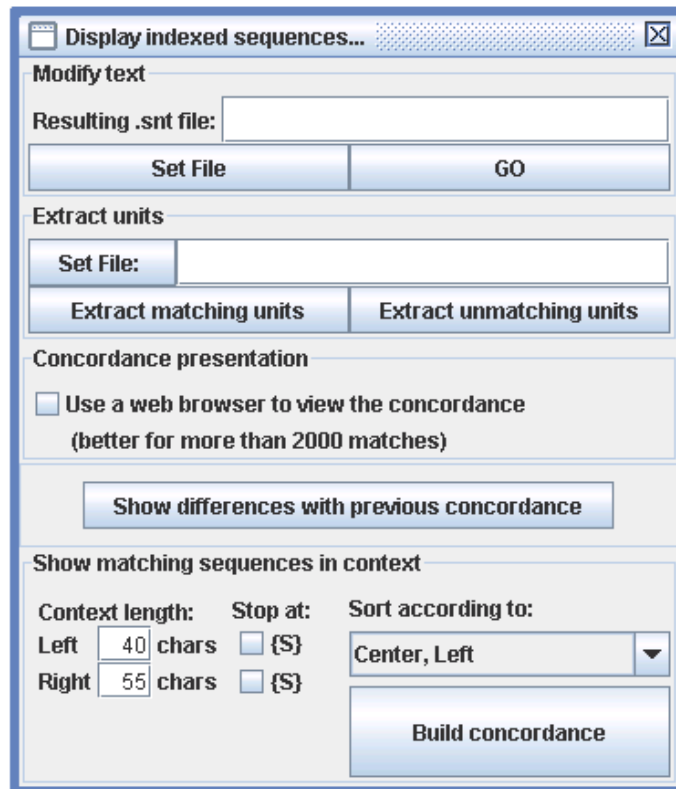 Display indexed sequences...
Modify text
Resulting .snt file:
Set File GO
Extract units
Set File:
Extract matching units Extract unmatching units
Concordance presentation
Use a web browser to view the concordance
(better for more than 2000 matches)
Show differences with previous concordance
Show matching sequences in context
Context length: Stop at: Sort according to:
Left 40 chars {S} Center, Left
Right 55 chars {S}
Build concordance